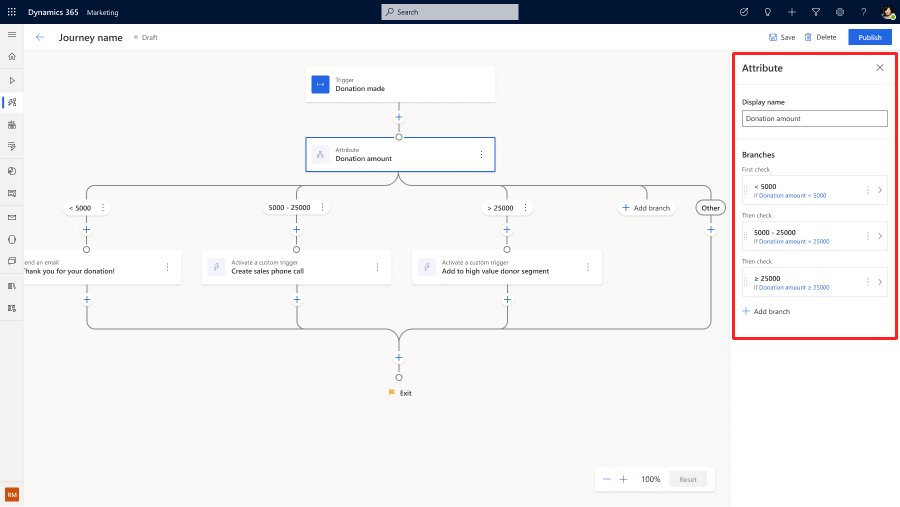 Dynamics 365 Marketing Search
Journey name Draft Save Delete Publish
Trigger
Donation made
Attribute
Donation amount
< 5000
5000 - 25000
> 25000
Add branch
Other
end an email
hank you for your donation!
Activate a custom trigger
Create sales phone call
Activate a custom trigger
Add to high value donor segment
Exit
100% Reset
RM
Attribute
Display name
Donation amount
Branches
First check
< 5000
If Donation amount < 5000
Then check
5000 - 25000
If Donation amount < 25000
Then check
≥ 25000
If Donation amount ≥ 25000
Add branch